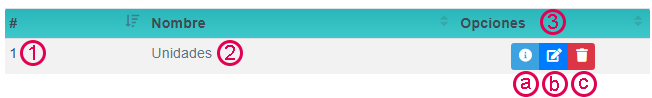 # Nombre Opciones 3
1 1 Unidades 2
a b c